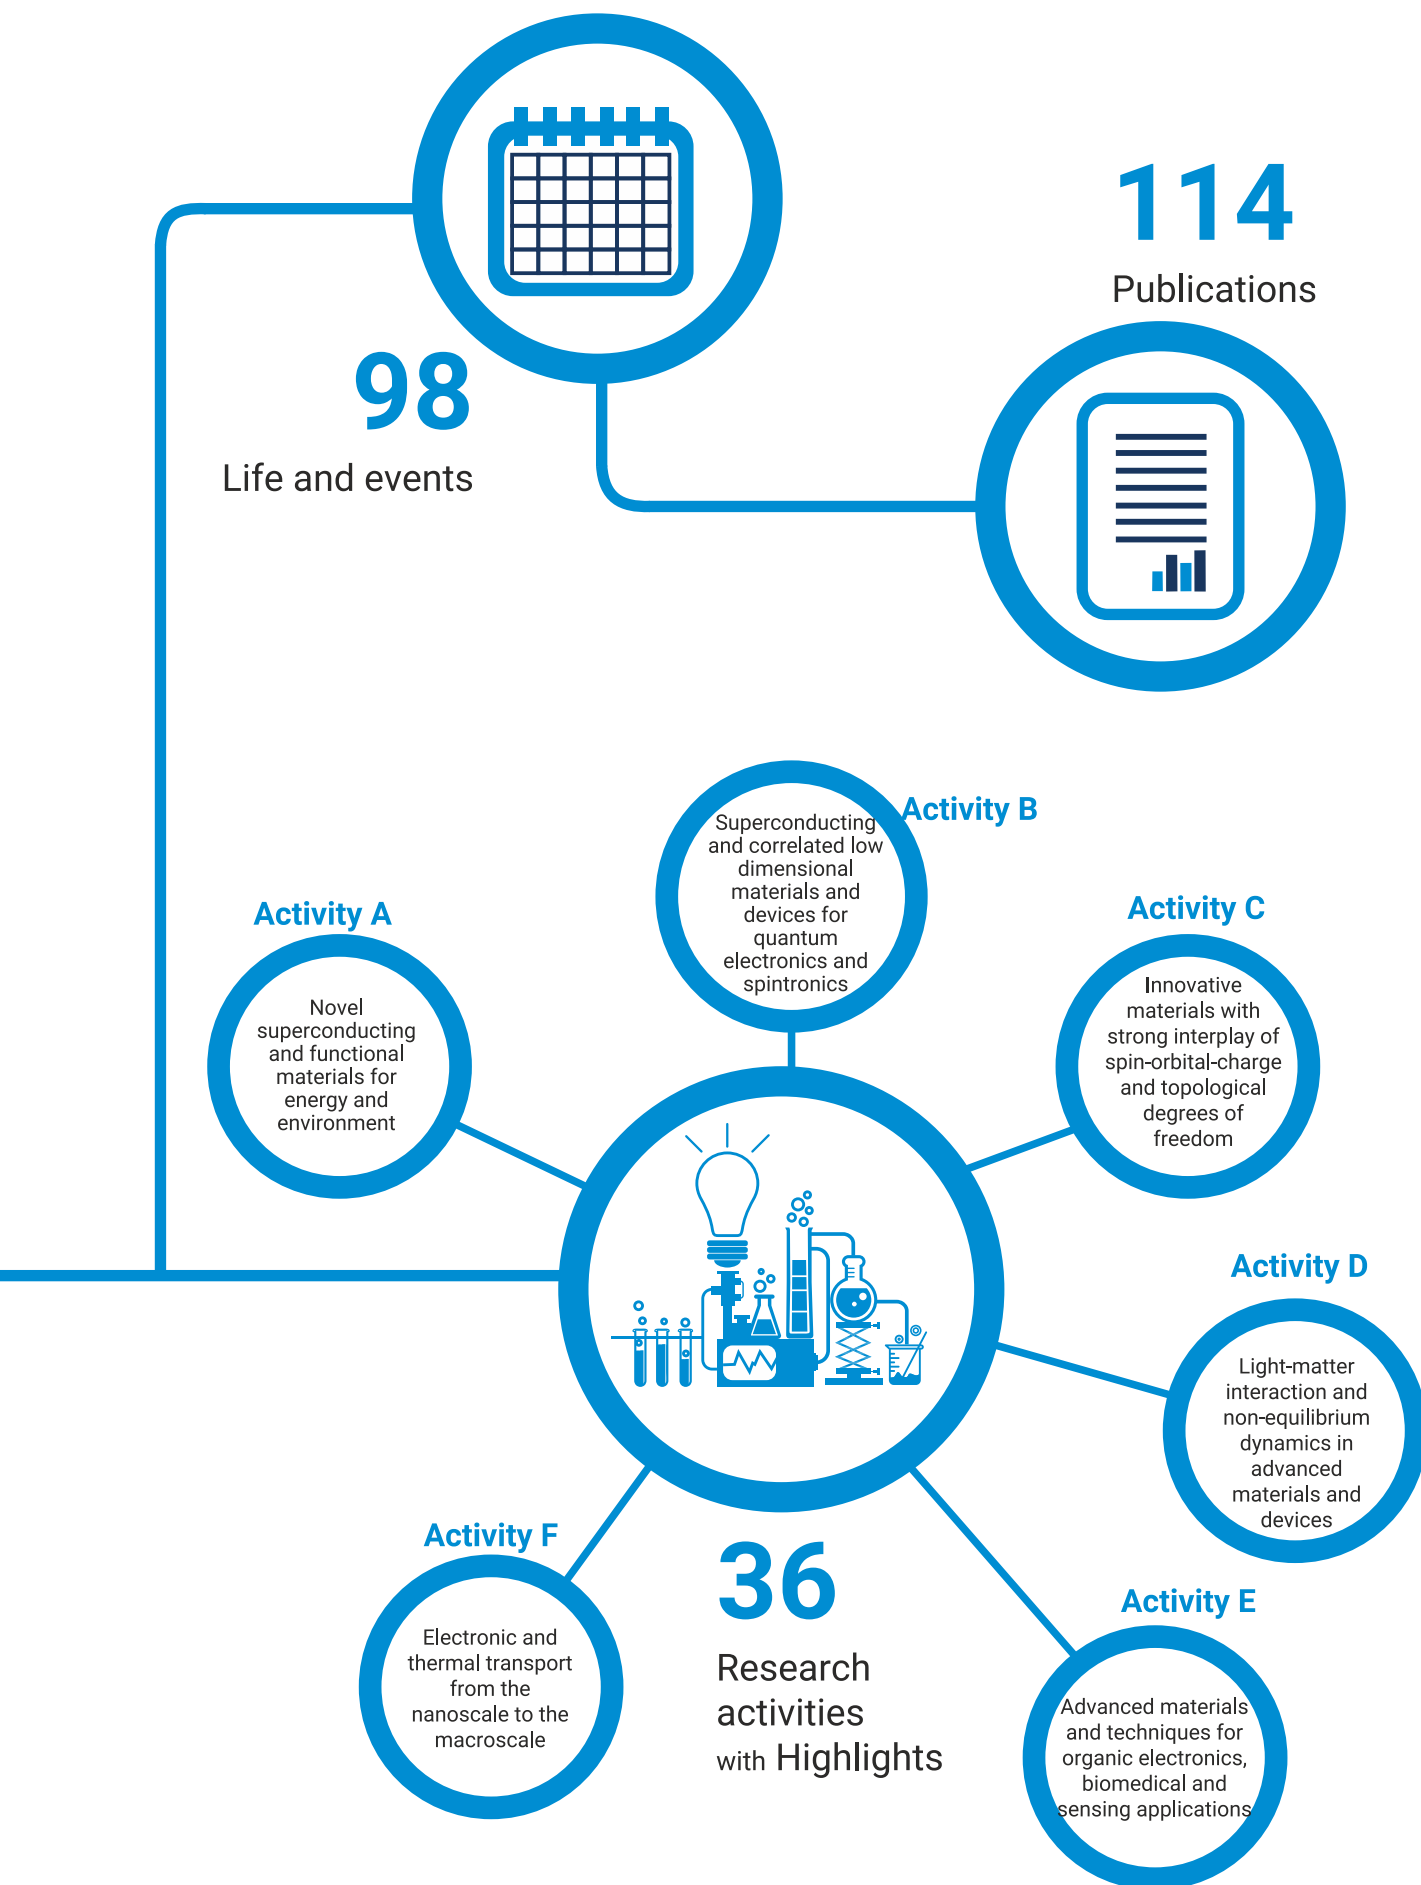 114
Publications
98
Life and events
Activity B
Superconducting
and correlated low
dimensional
materials and
devices for
quantum
electronics and
spintronics
Activity A
Novel
superconducting
and functional
materials for
energy and
environment
Activity C
Innovative
materials with
strong interplay of
spin-orbital-charge
and topological
degrees of
freedom
Activity D
Light-matter
interaction and
non-equilibrium
dynamics in
advanced
materials and
devices
Activity F
Electronic and
thermal transport
from the
nanoscale to the
macroscale
36
Research
activities
with Highlights
Activity E
Advanced materials
and techniques for
organic electronics,
biomedical and
sensing applications